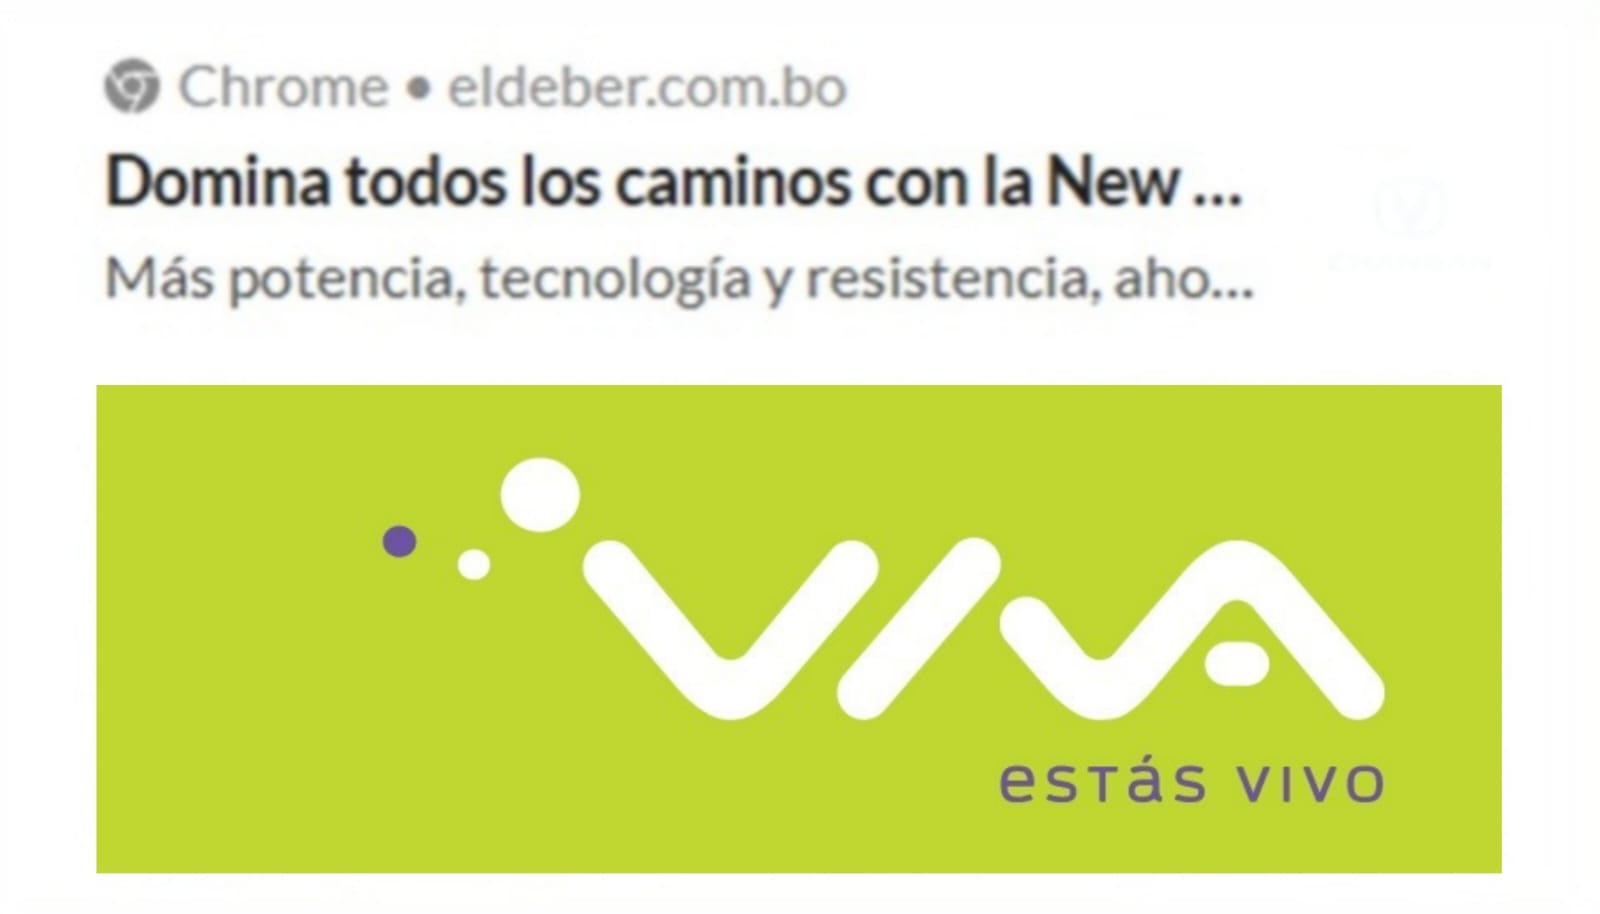 Chrome • eldeber.com.bo
Domina todos los caminos con la New ...
Más potencia, tecnología y resistencia, aho...
VIVA
estás vivo